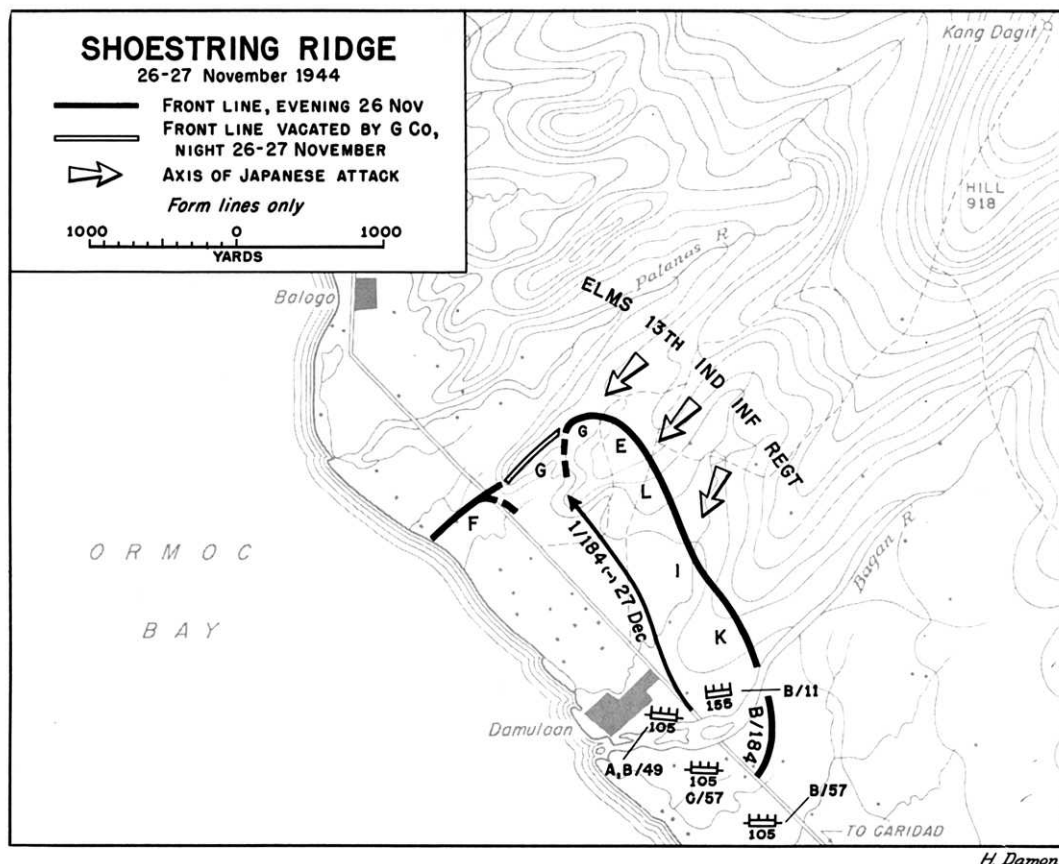 SHOESTRING RIDGE
26-27 November 1944
FRONT LINE, EVENING 26 NOV
FRONT LINE VACATED BY G CO,
NIGHT 26-27 NOVEMBER
AXIS OF JAPANESE ATTACK
Form lines only
1000 0 1000
YARDS
Kang Dagit
HILL
918
Balogo
Palanas R
ELMS 13TH IND INF REGT
G
E
G
L
F
I
K
1/184 (-) 27 Dec
Bagan R
ORMOC
BAY
Damulaan
155
B/11
105
B/184
A, B/49
105
C/57
B/57
105
TO CARIDAD
H. Damon